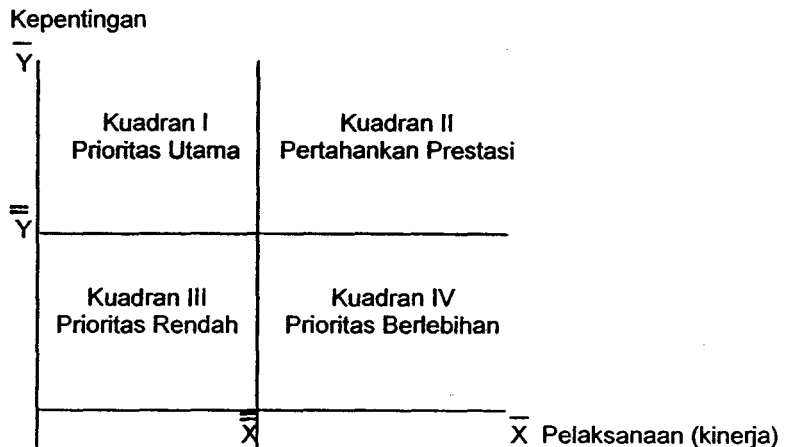 Kepentingan
Y̅
Kuadran I
Prioritas Utama
Kuadran II
Pertahankan Prestasi
Y̿
Kuadran III
Prioritas Rendah
Kuadran IV
Prioritas Berlebihan
X̿
X̅ Pelaksanaan (kinerja)